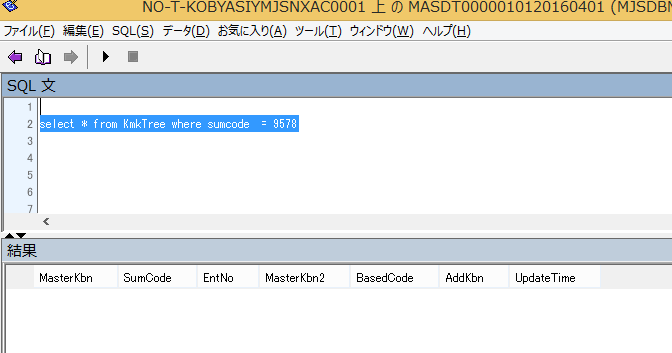 NO-T-KOBYASIYMJSNXAC0001 上 の MASDT0000010120160401 (MJSDBM
ファイル(F) 編集(E) SQL(S) データ(D) お気に入り(A) ツール(T) ウィンドウ(W) ヘルプ(H)
SQL 文
1
2 select * from KmkTree where sumcode = 9578
3
4
5
6
7
結果
MasterKbn SumCode EntNo MasterKbn2 BasedCode AddKbn UpdateTime